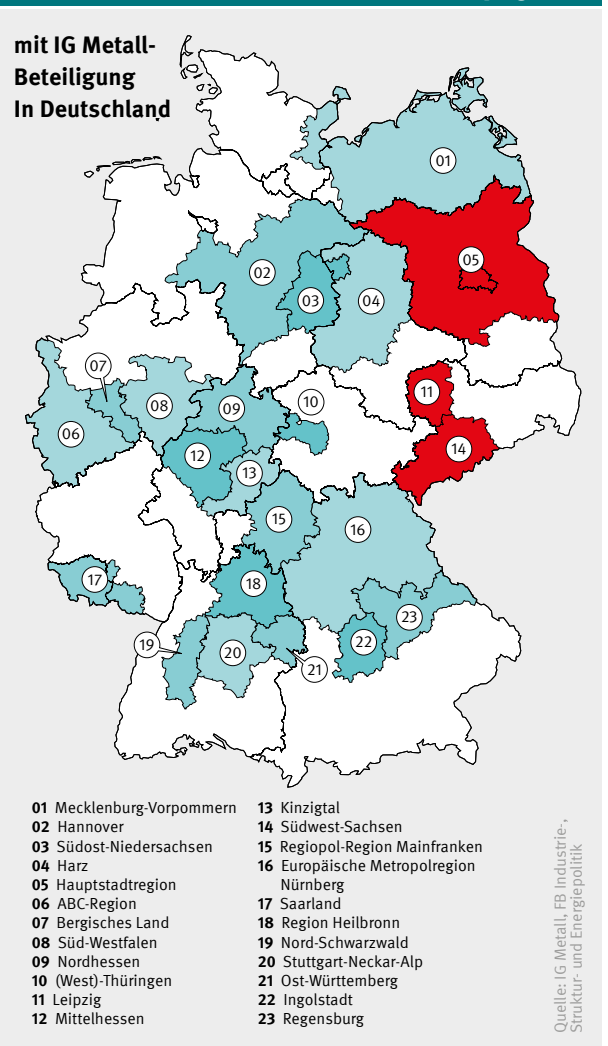 mit IG Metall-
Beteiligung
In Deutschland
01
05
02
03
04
07
11
10
08
09
06
14
12
13
15
16
17
18
23
19
20
22
21
01 Mecklenburg-Vorpommern
02 Hannover
03 Südost-Niedersachsen
04 Harz
05 Hauptstadtregion
06 ABC-Region
07 Bergisches Land
08 Süd-Westfalen
09 Nordhessen
10 (West)-Thüringen
11 Leipzig
12 Mittelhessen
13 Kinzigtal
14 Südwest-Sachsen
15 Regiopol-Region Mainfranken
16 Europäische Metropolregion
Nürnberg
17 Saarland
18 Region Heilbronn
19 Nord-Schwarzwald
20 Stuttgart-Neckar-Alp
21 Ost-Württemberg
22 Ingolstadt
23 Regensburg
Quelle: IG Metall, FB Industrie-,
Struktur- und Energiepolitik